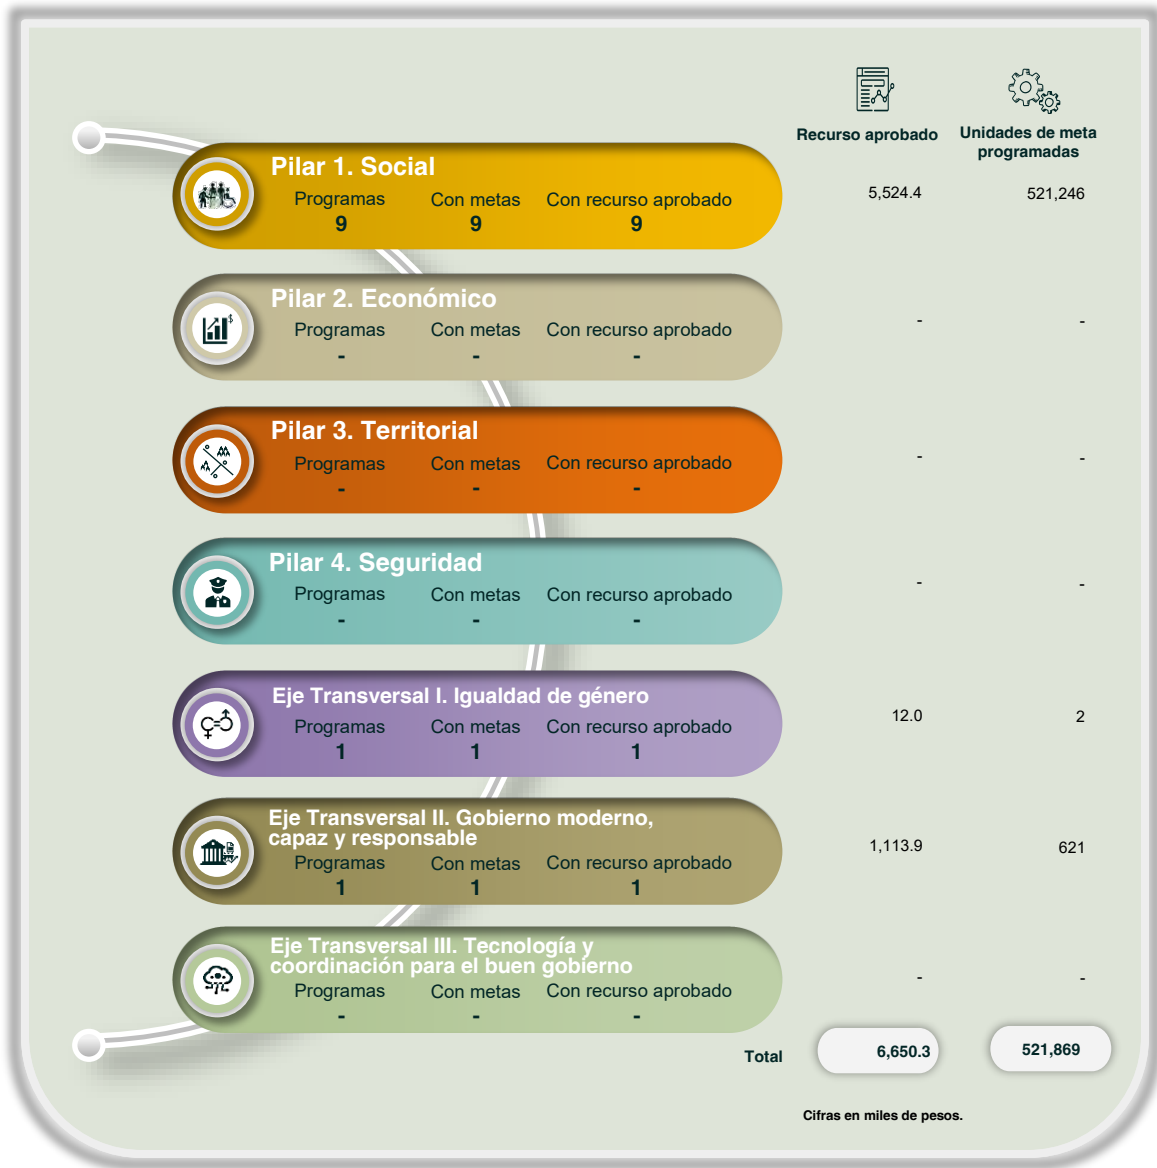 Recurso aprobado
Unidades de meta
programadas
Pilar 1. Social
Programas Con metas Con recurso aprobado
9 9 9
5,524.4 521,246
Pilar 2. Económico
Programas Con metas Con recurso aprobado
- - -
- -
Pilar 3. Territorial
Programas Con metas Con recurso aprobado
- - -
- -
Pilar 4. Seguridad
Programas Con metas Con recurso aprobado
- - -
- -
Eje Transversal I. Igualdad de género
Programas Con metas Con recurso aprobado
1 1 1
12.0 2
Eje Transversal II. Gobierno moderno,
capaz y responsable
Programas Con metas Con recurso aprobado
1 1 1
1,113.9 621
Eje Transversal III. Tecnología y
coordinación para el buen gobierno
Programas Con metas Con recurso aprobado
- - -
- -
Total 6,650.3 521,869
Cifras en miles de pesos.